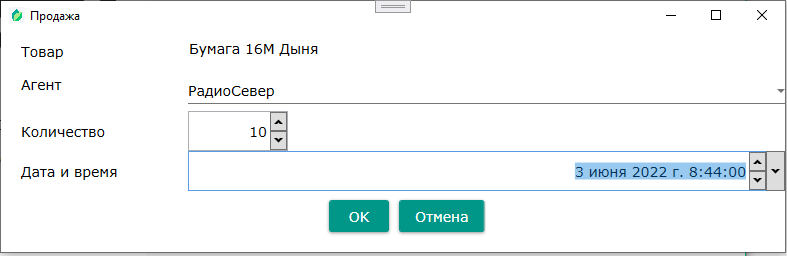 Продажа
Товар Бумага 16М Дыня
Агент РадиоСевер
Количество 10
Дата и время 3 июня 2022 г. 8:44:00
OK Отмена